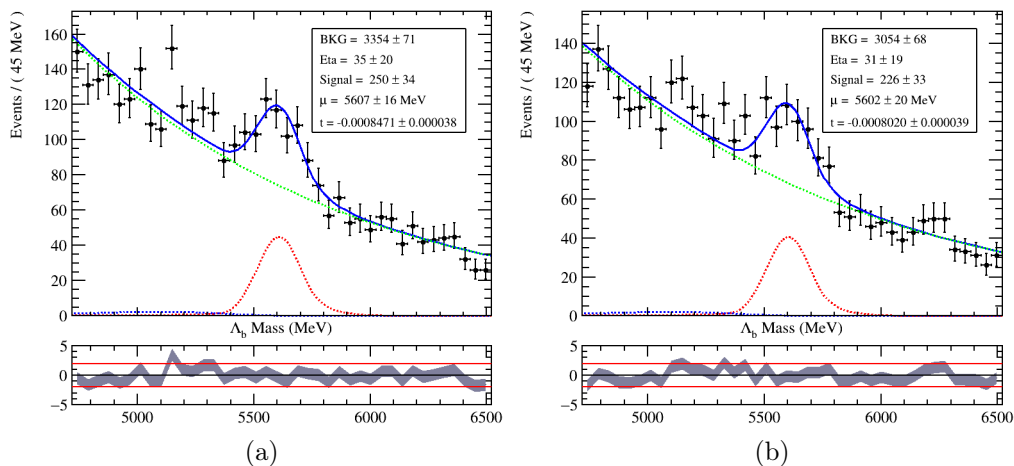 Events / ( 45 MeV )
160
140
120
100
80
60
40
20
0
BKG = 3354 ± 71
Eta = 35 ± 20
Signal = 250 ± 34
μ = 5607 ± 16 MeV
t = -0.0008471 ± 0.000038
Λb Mass (MeV)
5
0
−5
5000 5500 6000 6500
(a)
Events / ( 45 MeV )
140
120
100
80
60
40
20
0
BKG = 3054 ± 68
Eta = 31 ± 19
Signal = 226 ± 33
μ = 5602 ± 20 MeV
t = -0.0008020 ± 0.000039
Λb Mass (MeV)
5
0
−5
5000 5500 6000 6500
(b)